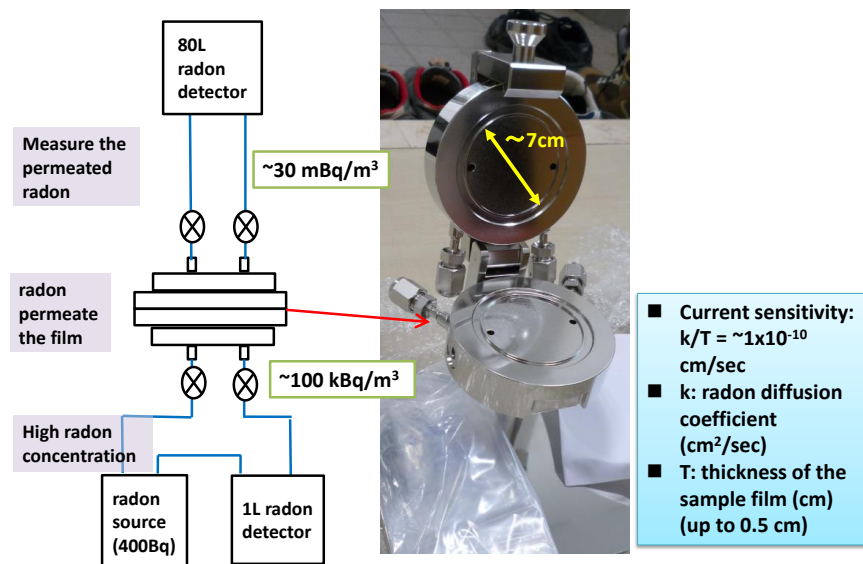 80L
radon
detector
Measure the
permeated
radon
~30 mBq/m³
～7cm
radon
permeate
the film
~100 kBq/m³
High radon
concentration
radon
source
(400Bq)
1L radon
detector
■ Current sensitivity:
k/T = ~1x10⁻¹⁰
cm/sec
■ k: radon diffusion
coefficient
(cm²/sec)
■ T: thickness of the
sample film (cm)
(up to 0.5 cm)